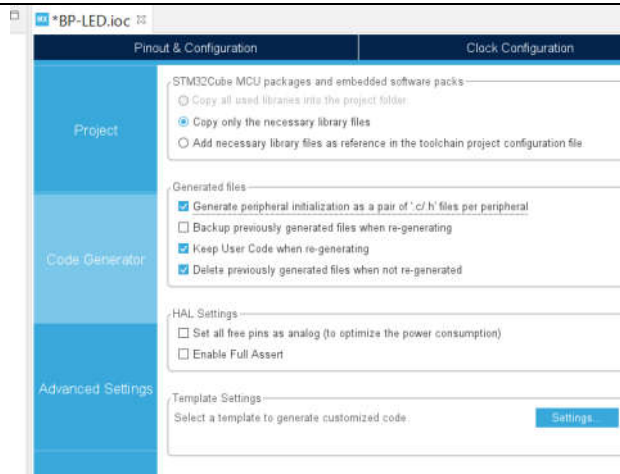 MX *BP-LED.ioc
Pinout & Configuration
Clock Configuration
Project
Code Generator
Advanced Settings
STM32Cube MCU packages and embedded software packs
Copy all used libraries into the project folder
Copy only the necessary library files
Add necessary library files as reference in the toolchain project configuration file
Generated files
Generate peripheral initialization as a pair of '.c/.h' files per peripheral
Backup previously generated files when re-generating
Keep User Code when re-generating
Delete previously generated files when not re-generated
HAL Settings
Set all free pins as analog (to optimize the power consumption)
Enable Full Assert
Template Settings
Select a template to generate customized code
Settings...